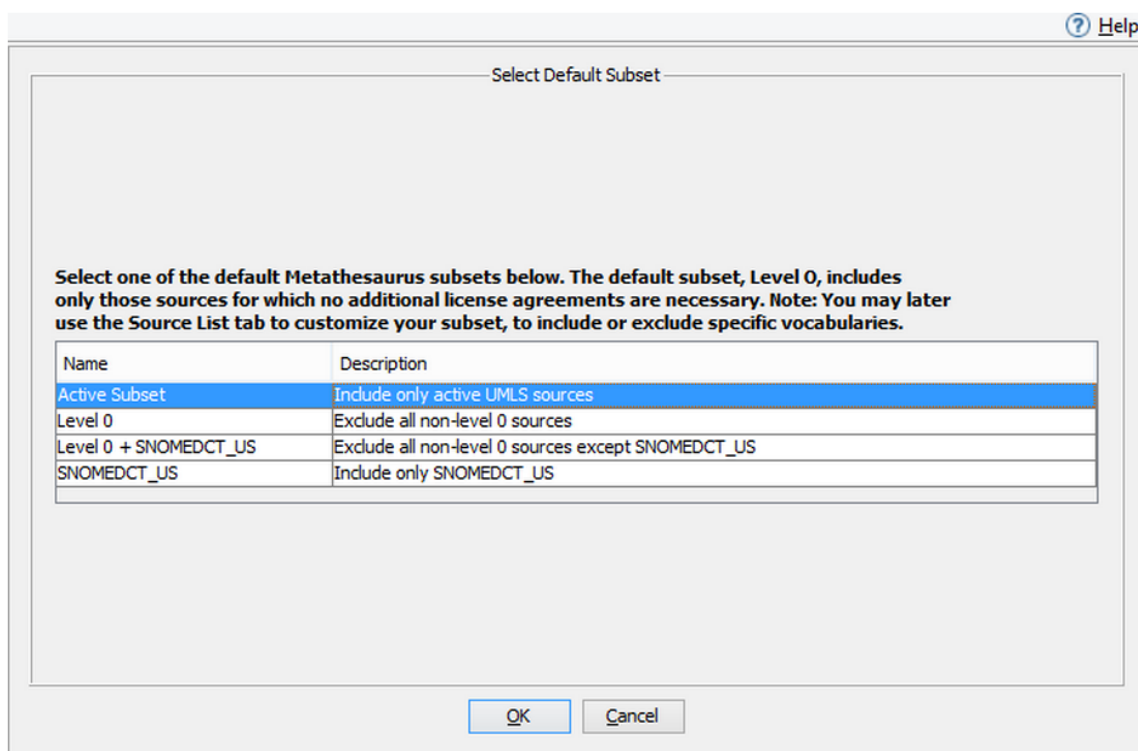 Help
Select Default Subset
Select one of the default Metathesaurus subsets below. The default subset, Level 0, includes
only those sources for which no additional license agreements are necessary. Note: You may later
use the Source List tab to customize your subset, to include or exclude specific vocabularies.
Name Description
Active Subset Include only active UMLS sources
Level 0 Exclude all non-level 0 sources
Level 0 + SNOMEDCT_US Exclude all non-level 0 sources except SNOMEDCT_US
SNOMEDCT_US Include only SNOMEDCT_US
OK Cancel